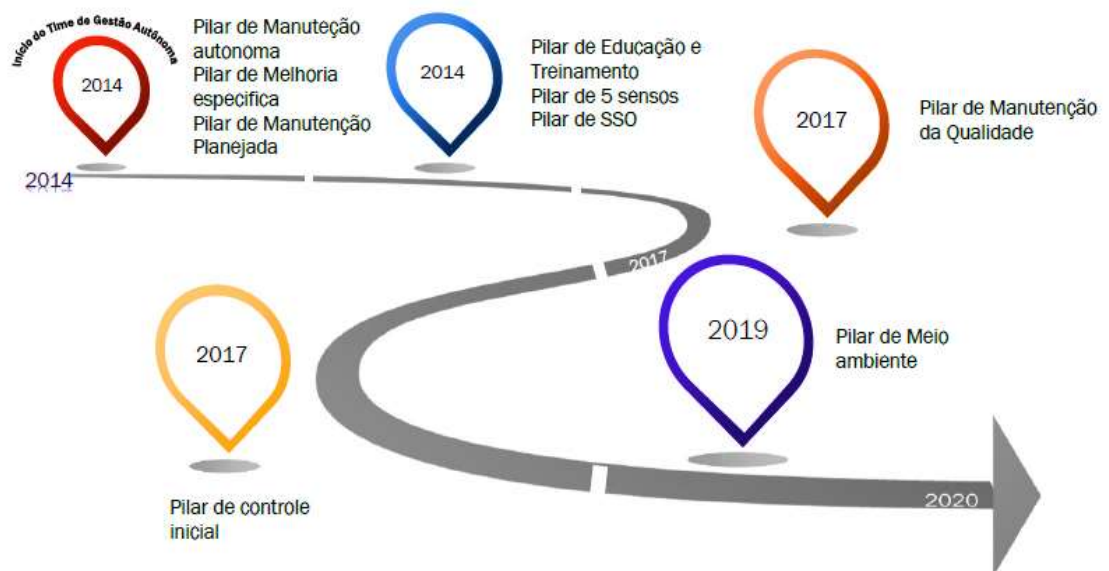 Início do Time de Gestão Autônoma
2014
Pilar de Manuteção
autonoma
Pilar de Melhoria
especifica
Pilar de Manutenção
Planejada
2014
Pilar de Educação e
Treinamento
Pilar de 5 sensos
Pilar de SSO
2017
Pilar de Manutenção
da Qualidade
2014
2017
2017
Pilar de controle
inicial
2019
Pilar de Meio
ambiente
2020